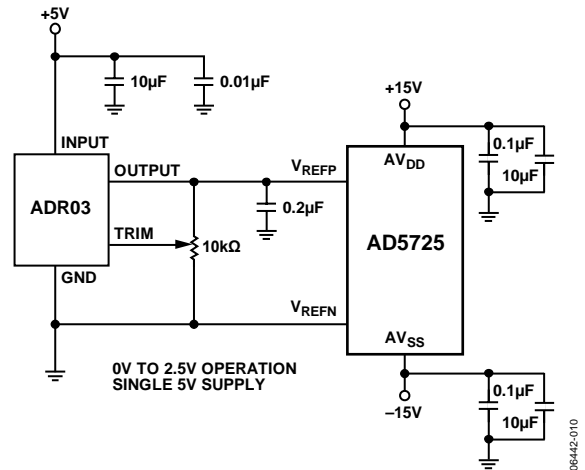 +5V
10µF
0.01µF
+15V
INPUT
OUTPUT
V_REFP
AV_DD
0.1µF
10µF
ADR03
0.2µF
TRIM
10kΩ
AD5725
GND
V_REFN
AV_SS
0V TO 2.5V OPERATION
SINGLE 5V SUPPLY
–15V
0.1µF
10µF
06442-010